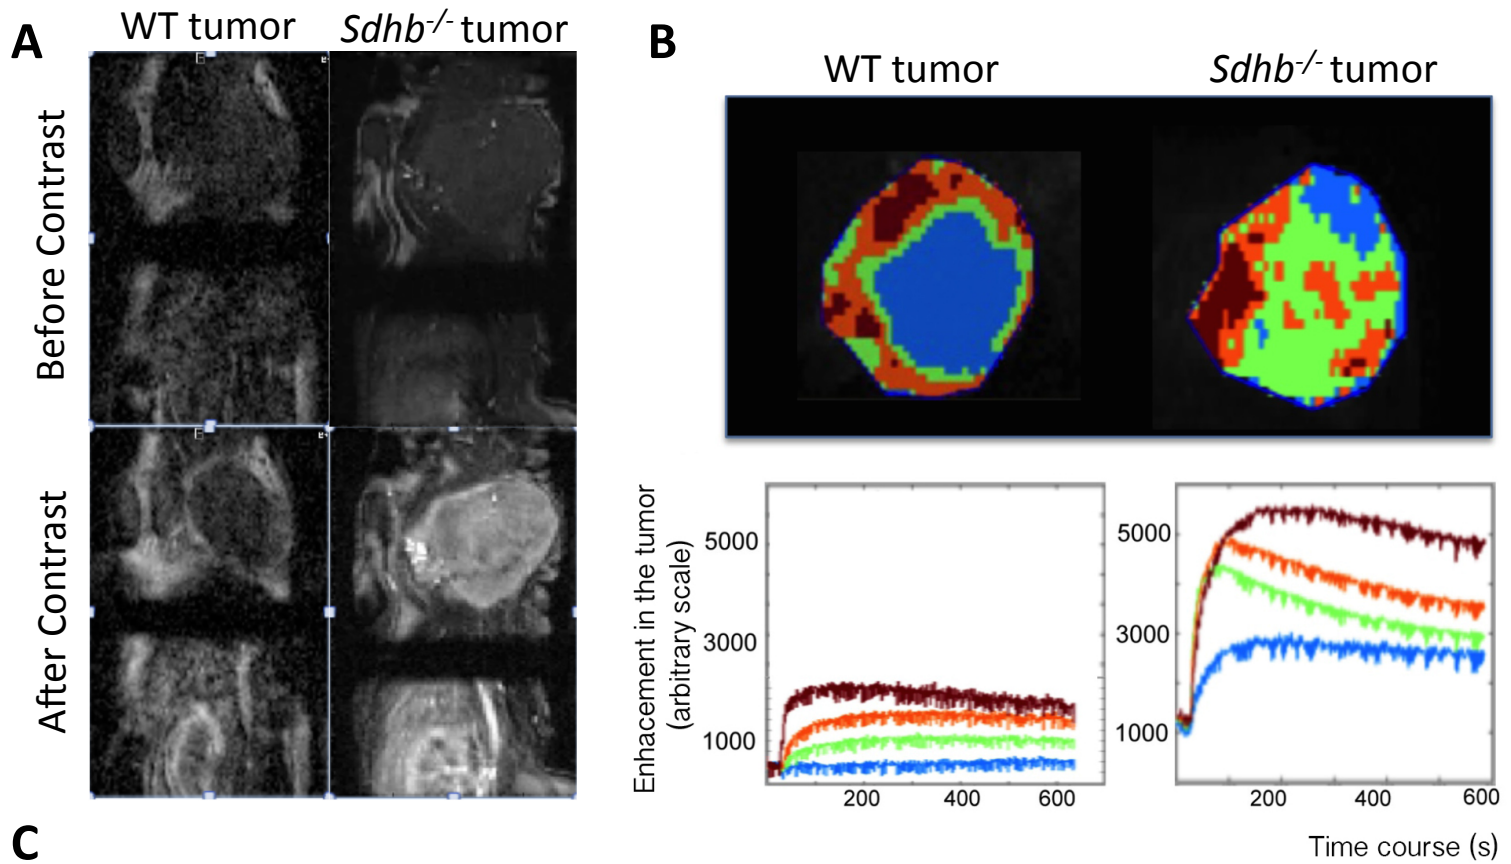 A
WT tumor
Sdhb-/- tumor
Before Contrast
After Contrast
B
WT tumor
Sdhb-/- tumor
Enhacement in the tumor
(arbitrary scale)
5000
3000
1000
200 400 600
5000
3000
1000
200 400 600
Time course (s)
C